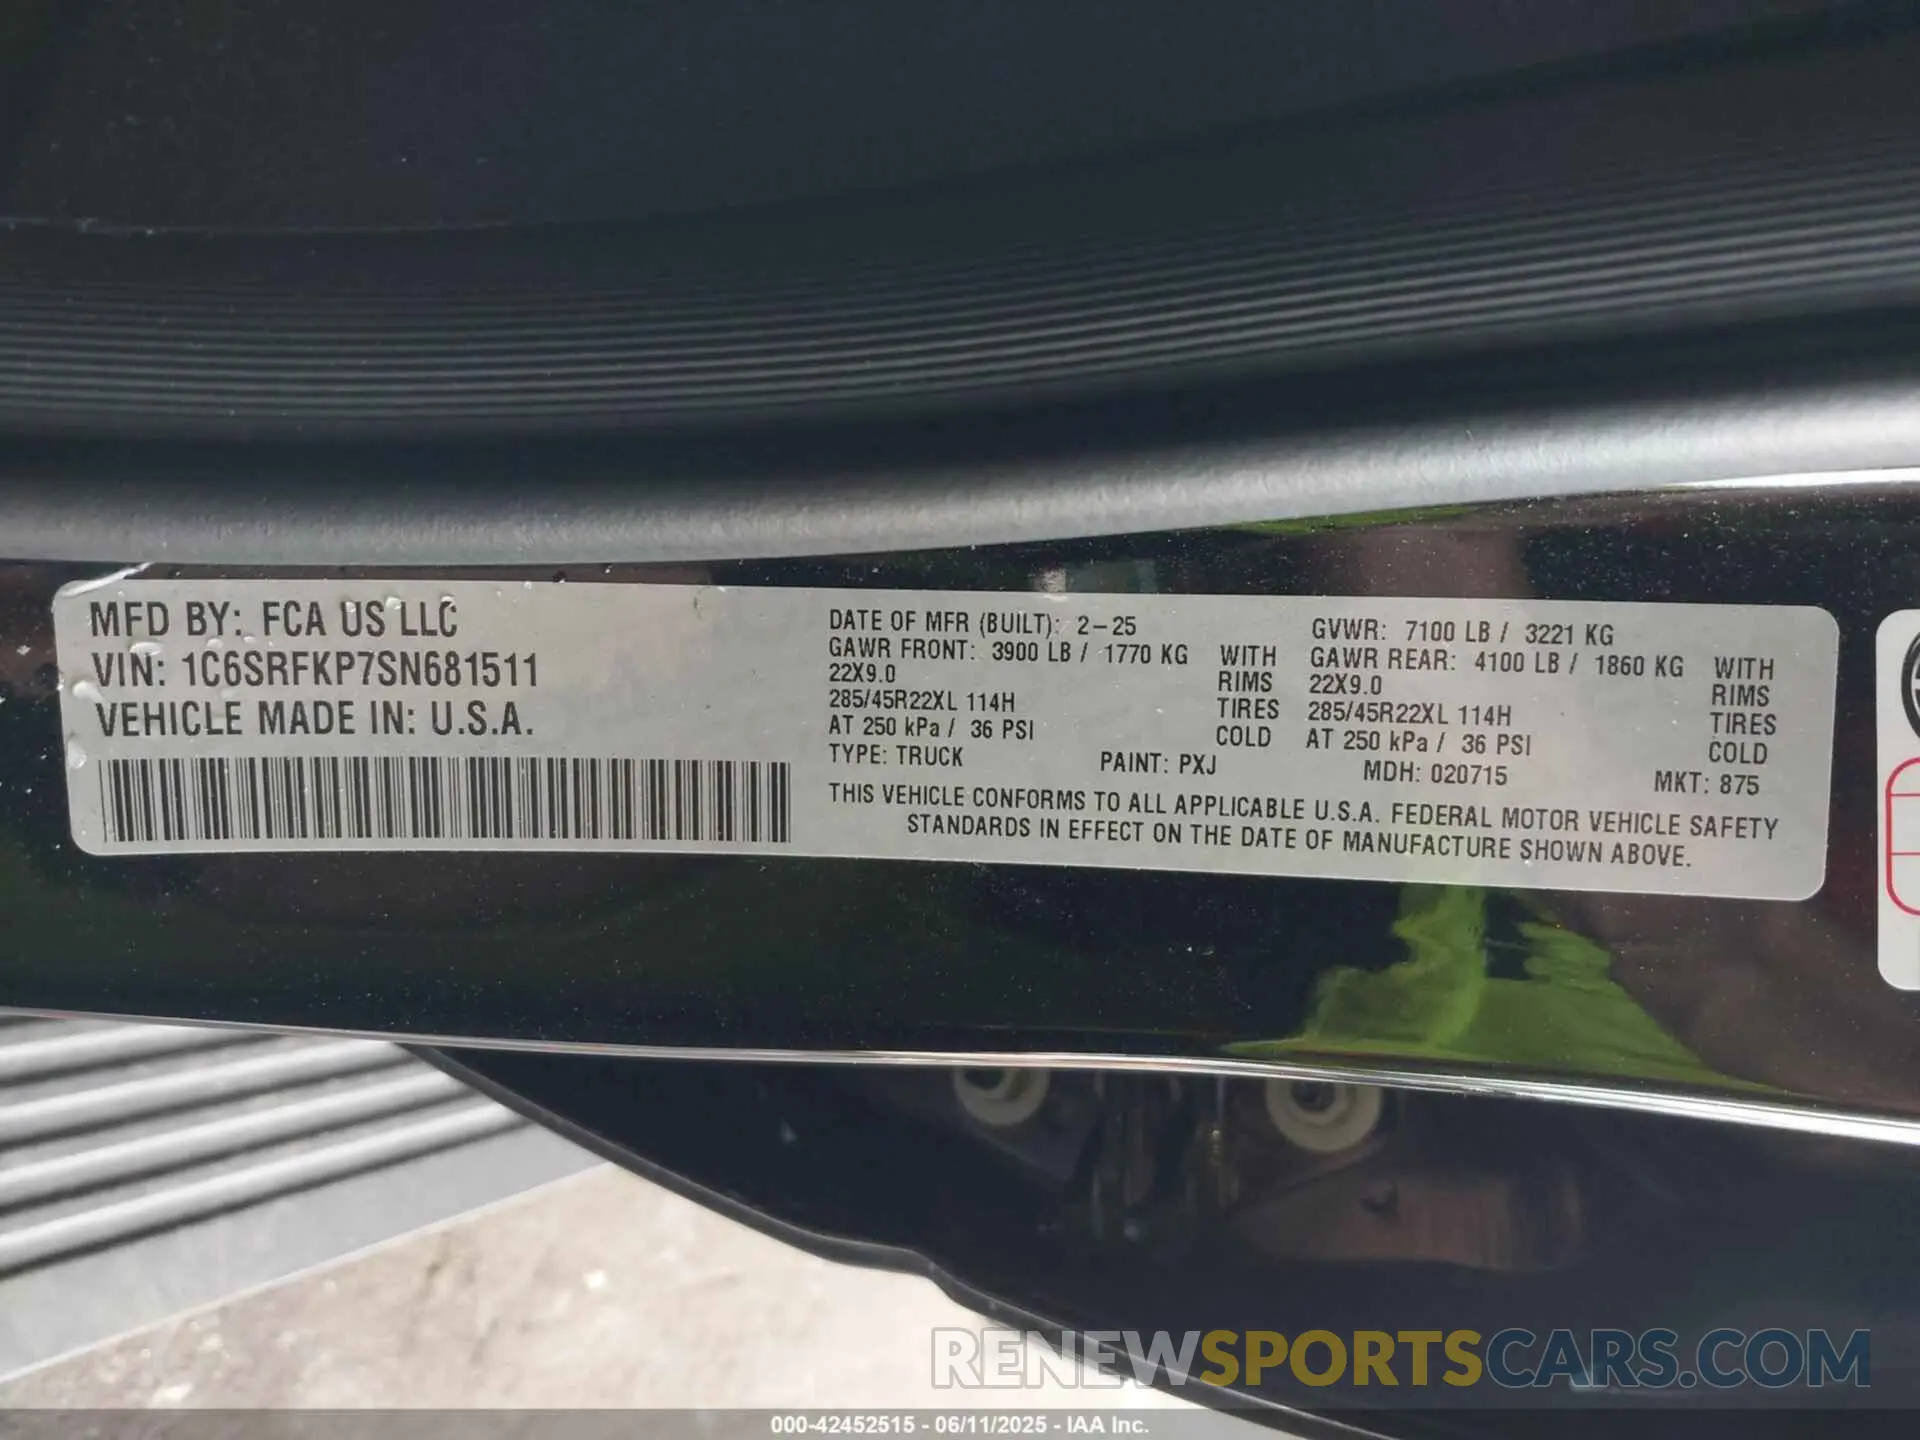 MFD BY: FCA US LLC
VIN: 1C6SRFKP7SN681511
VEHICLE MADE IN: U.S.A.
DATE OF MFR (BUILT): 2-25 GVWR: 7100 LB / 3221 KG
GAWR FRONT: 3900 LB / 1770 KG WITH GAWR REAR: 4100 LB / 1860 KG WITH
22X9.0 RIMS 22X9.0 RIMS
285/45R22XL 114H TIRES 285/45R22XL 114H TIRES
AT 250 kPa / 36 PSI COLD AT 250 kPa / 36 PSI COLD
TYPE: TRUCK PAINT: PXJ MDH: 020715 MKT: 875
THIS VEHICLE CONFORMS TO ALL APPLICABLE U.S.A. FEDERAL MOTOR VEHICLE SAFETY
STANDARDS IN EFFECT ON THE DATE OF MANUFACTURE SHOWN ABOVE.
RENEWSPORTSCARS.COM
000-42452515 - 06/11/2025 - IAA Inc.